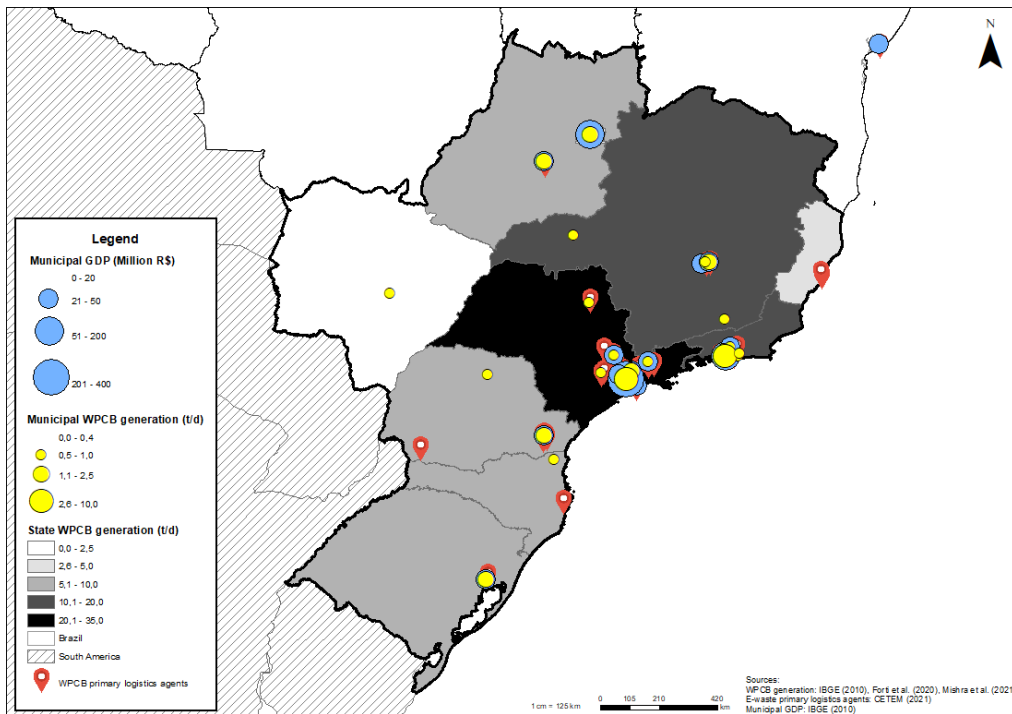 N
Legend
Municipal GDP (Million R$)
0 - 20
21 - 50
51 - 200
201 - 400
Municipal WPCB generation (t/d)
0,0 - 0,4
0,5 - 1,0
1,1 - 2,5
2,6 - 10,0
State WPCB generation (t/d)
0,0 - 2,5
2,6 - 5,0
5,1 - 10,0
10,1 - 20,0
20,1 - 35,0
Brazil
South America
WPCB primary logistics agents
1 cm = 125 km
0 105 210 420
km
Sources:
WPCB generation: IBGE (2010), Forti et al. (2020), Mishra et al. (2021
E-waste primary logistics agents: CETEM (2021)
Municipal GDP: IBGE (2010)